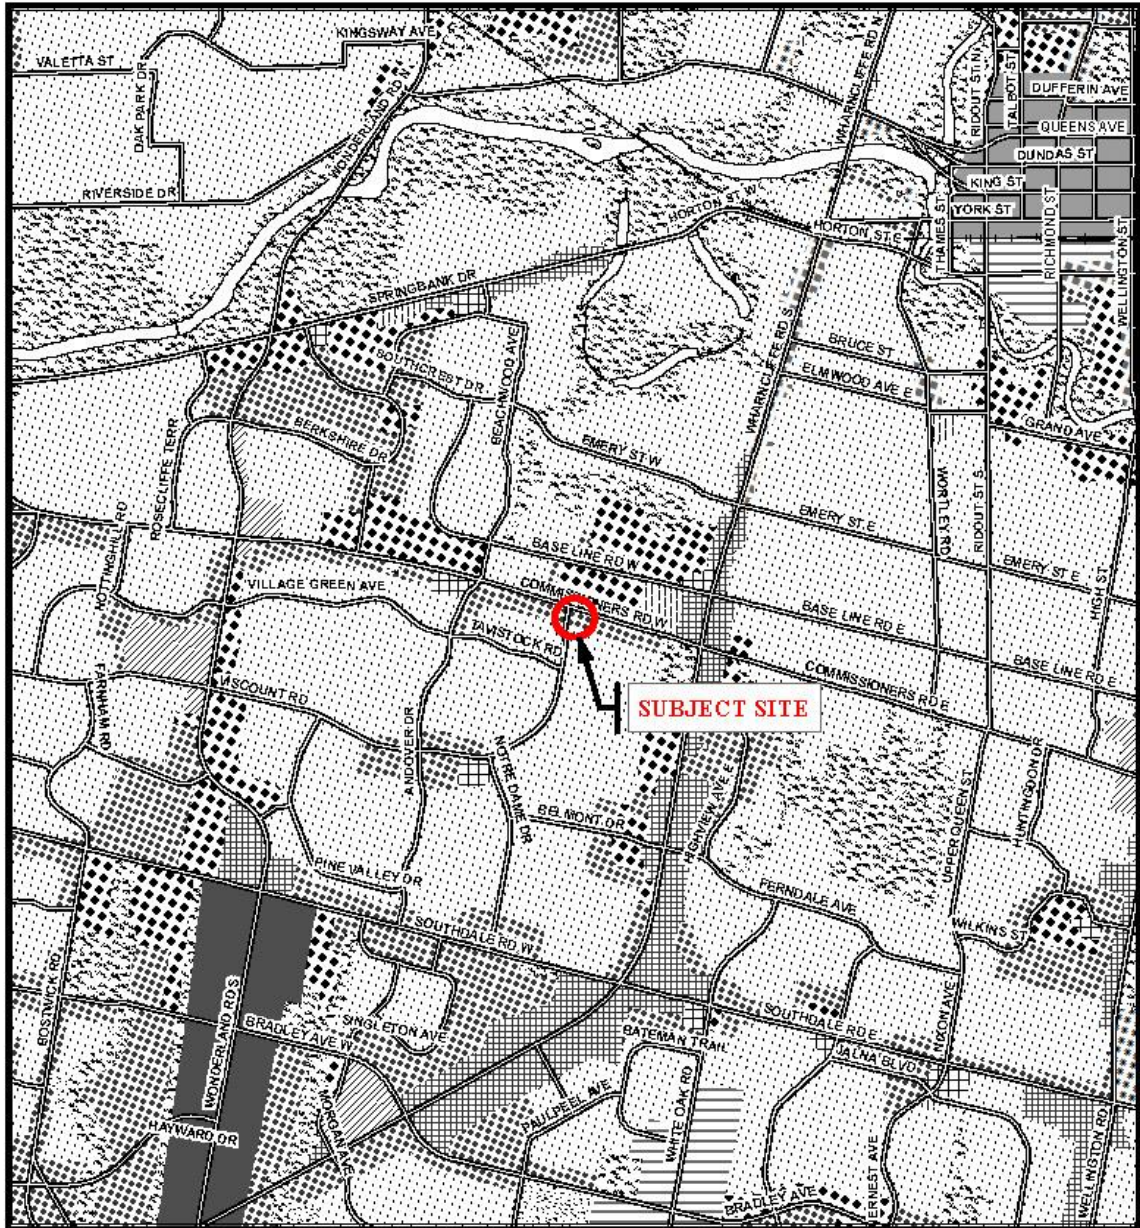 KINGSWAY AVE
VALETTA ST
OAK PARK DR
WONDERLAND RD N
RIVERSIDE DR
WHARNCLIFFE RD N
RIDOUT ST N
TALBOT ST
DUFFERIN AVE
QUEENS AVE
DUNDAS ST
KING ST
YORK ST
THAMES ST
RICHMOND ST
WELLINGTON ST
HORTON ST W
HORTON ST E
SPRINGBANK DR
WHARNCLIFFE RD S
BRUCE ST
ELMWOOD AVE E
GRAND AVE
SOUTHCREST DR
BEACHWOOD AVE
BERKSHIRE DR
ROSECLIFFE TERR
EMERY ST W
EMERY ST E
WORTLEY RD
RIDOUT ST S
EMERY ST E
HIGH ST
NOTTINGHILL RD
VILLAGE GREEN AVE
BASE LINE RD W
COMMISSIONERS RD W
BASE LINE RD E
BASE LINE RD E
TAVISTOCK RD
COMMISSIONERS RD E
SUBJECT SITE
FARNHAM RD
VISCOUNT RD
ANDOVER DR
NOTRE DAME DR
BELMONT DR
HIGHVIEW AVE E
UPPER QUEEN ST
HUNTINGDON DR
PINE VALLEY DR
FERNDALE AVE
WILKINS ST
SOUTHDALE RD W
BOSTWICK RD
WONDERLAND RD S
BRADLEY AVE W
SINGLETON AVE
BATEMAN TRAIL
SOUTHDALE RD E
DALNA BLVD
NIXON AVE
HAYWARD DR
MORGAN AVE
PAULPEEL AVE
WHITE OAK RD
BRADLEY AVE
ERNEST AVE
WELLINGTON RD